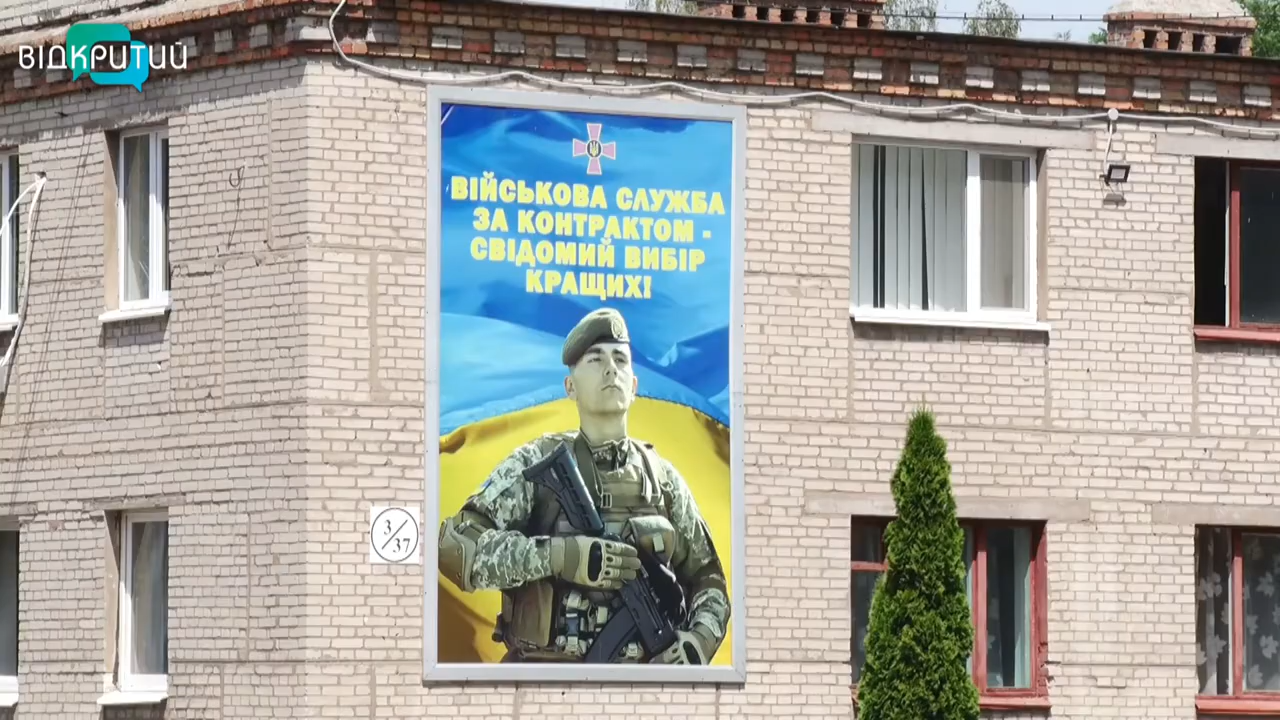 ВІДКРИТИЙ
ВІЙСЬКОВА СЛУЖБА
ЗА КОНТРАКТОМ -
СВІДОМИЙ ВИБІР
КРАЩИХ!
3/37